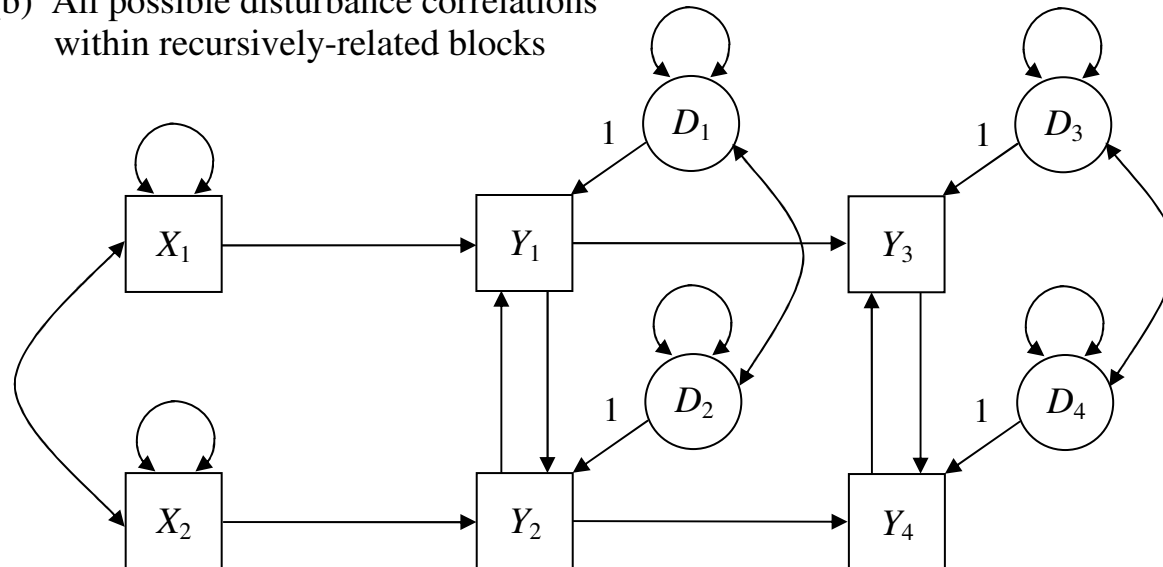 b) All possible disturbance correlations
within recursively-related blocks
1 D1 1 D3
X1 Y1 Y3
1 D2 1 D4
X2 Y2 Y4